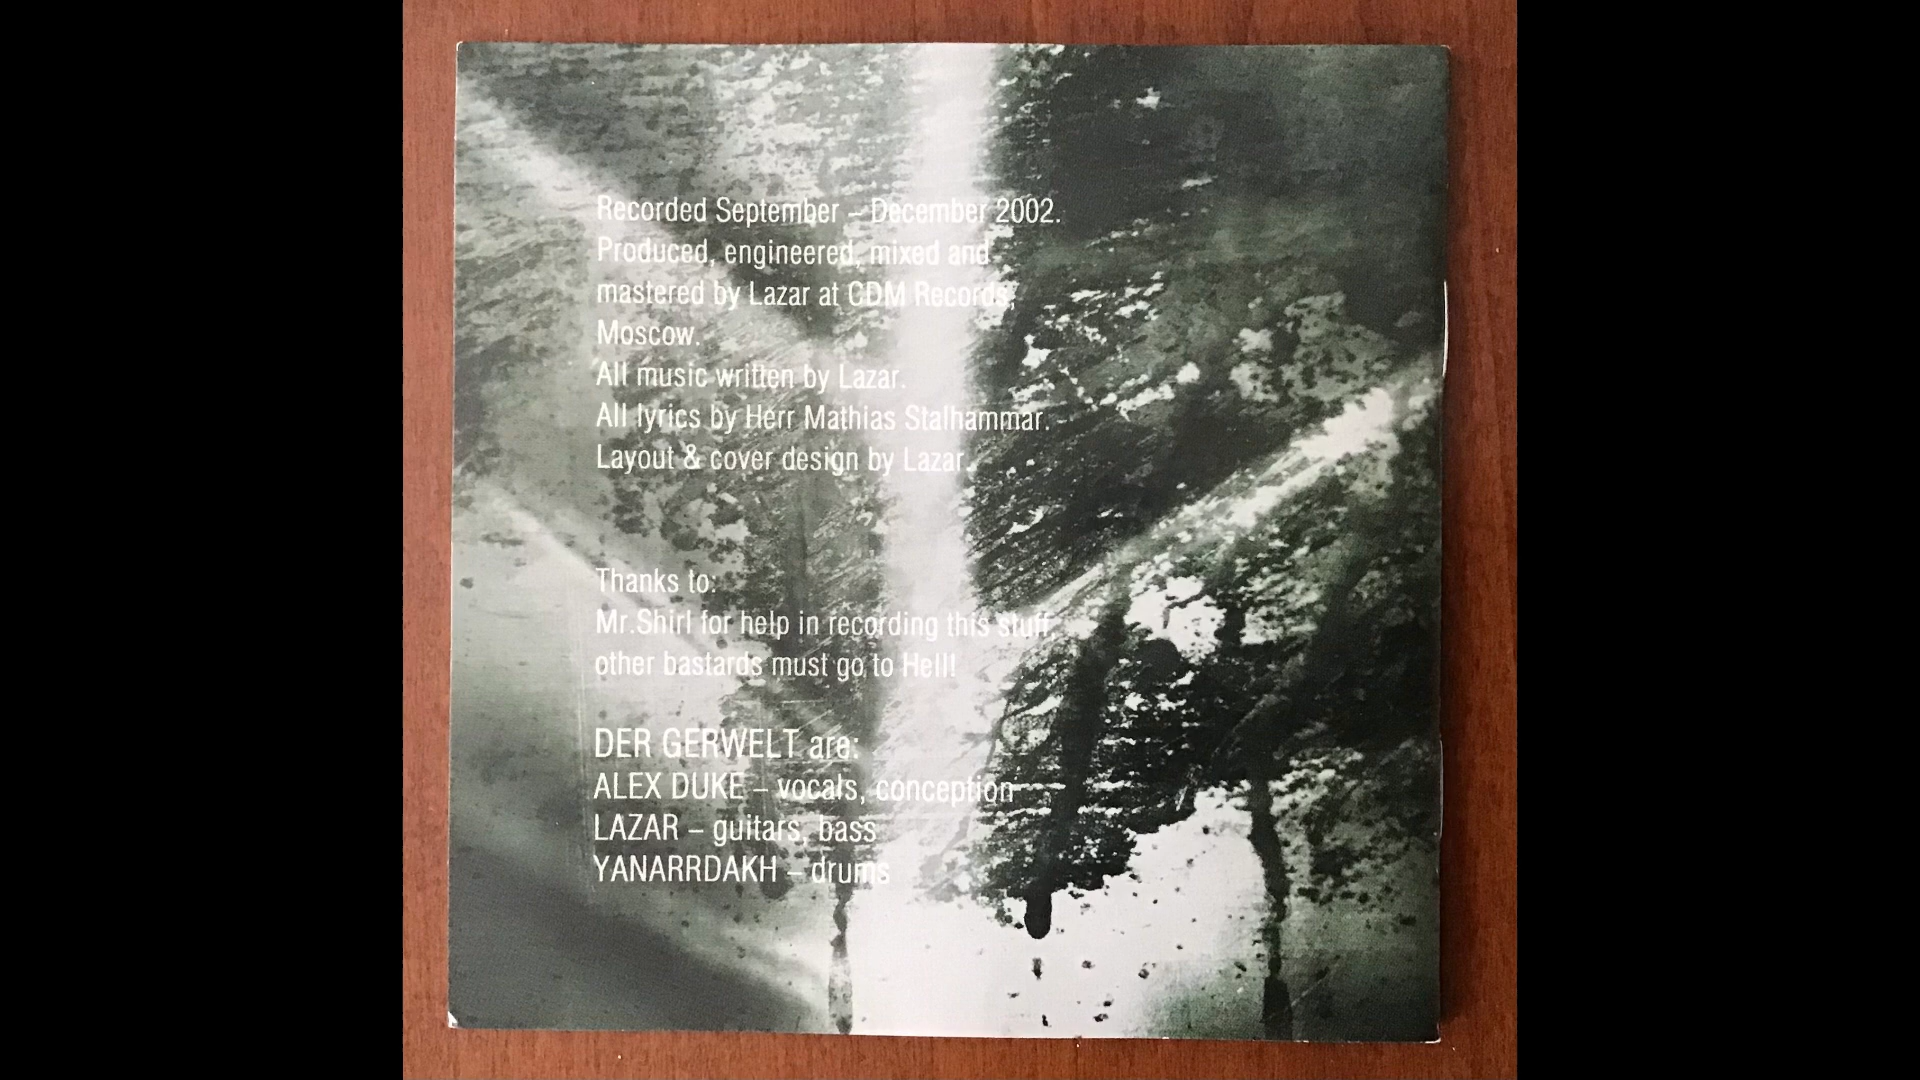 Recorded September – December 2002.
Produced, engineered, mixed and
mastered by Lazar at CDM Records,
Moscow.
All music written by Lazar.
All lyrics by Herr Mathias Stalhammar.
Layout & cover design by Lazar.
Thanks to:
Mr.Shirl for help in recording this stuff,
other bastards must go to Hell!
DER GERWELT are:
ALEX DUKE – vocals, conception
LAZAR – guitars, bass
YANARRDAKH – drums